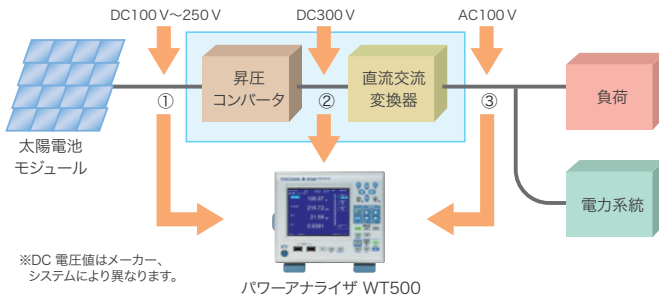 DC100 V～250 V
DC300 V
AC100 V
昇圧
コンバータ
直流交流
変換器
負荷
①
②
③
太陽電池
モジュール
電力系統
YOKOGAWA
※DC 電圧値はメーカー、
システムにより異なります。
パワーアナライザ WT500